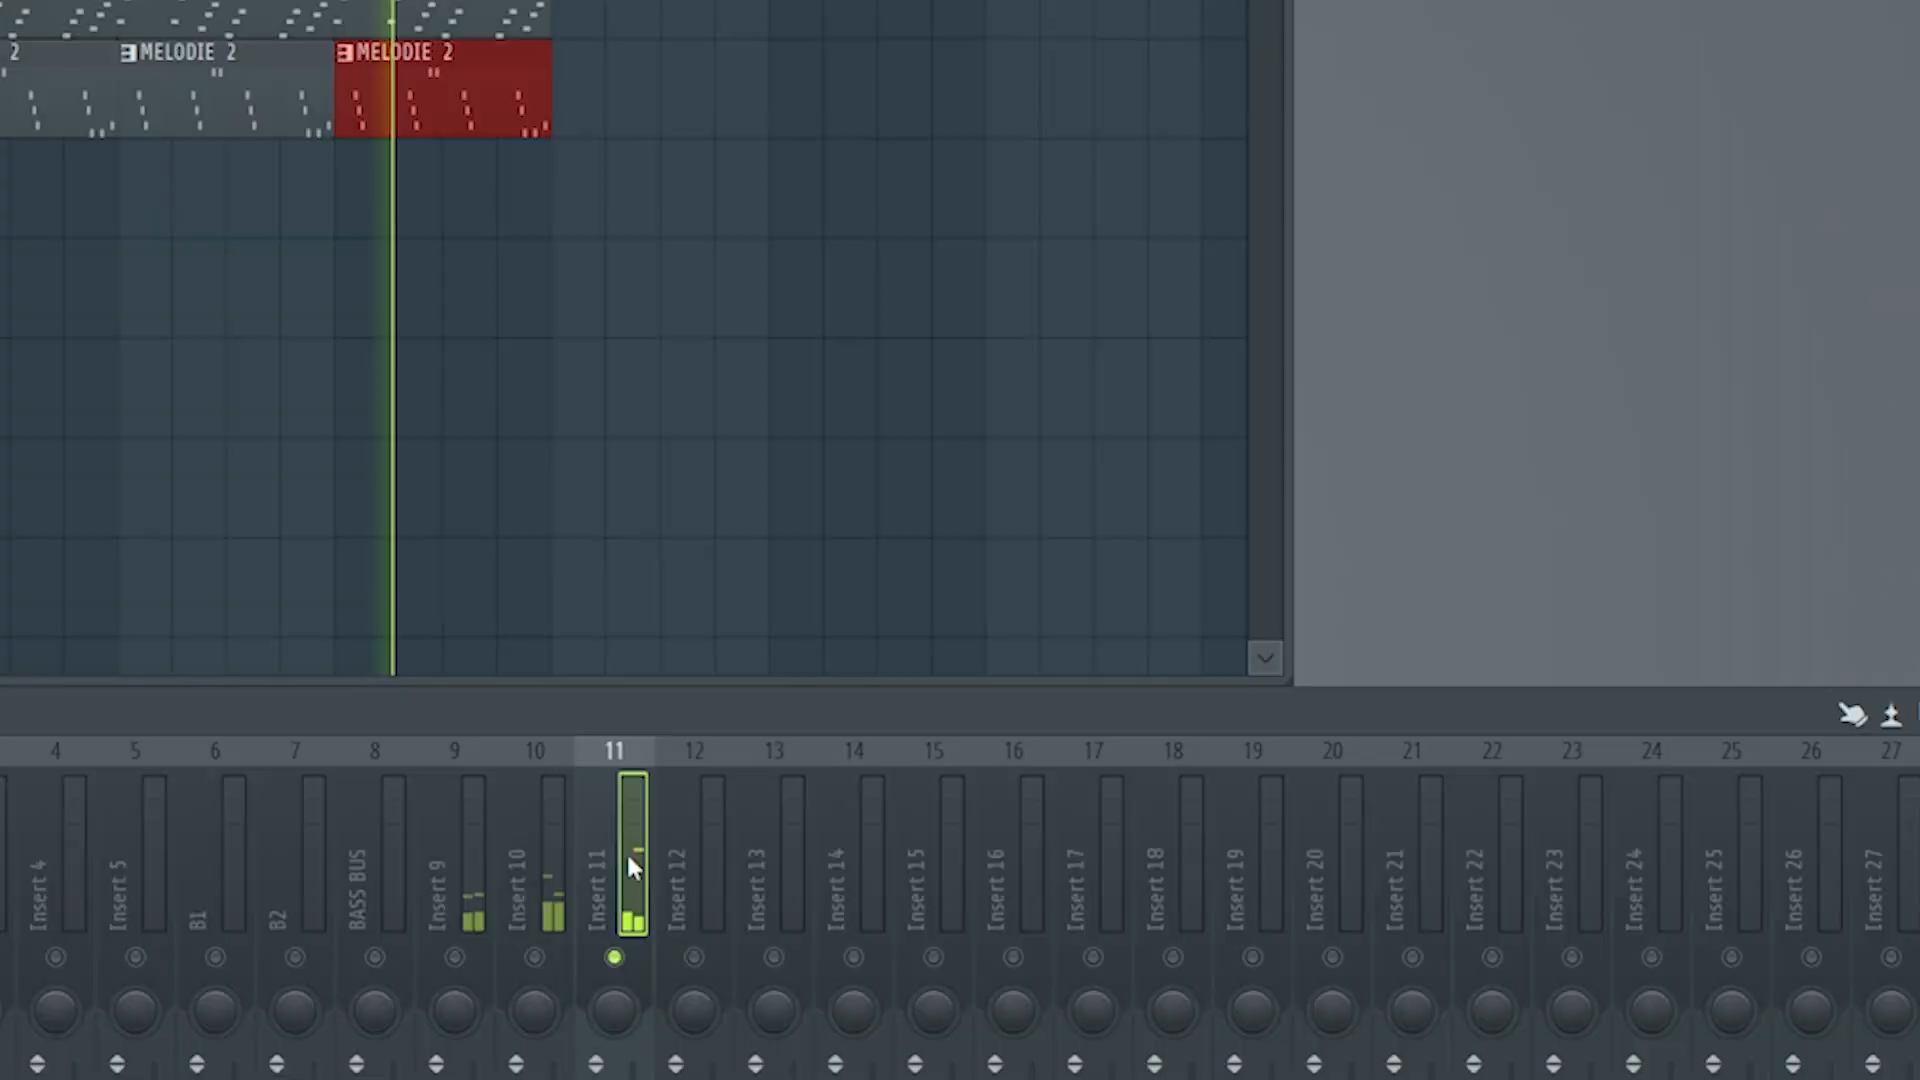 2
MELODIE 2
MELODIE 2
4 5 6 7 8 9 10 11 12 13 14 15 16 17 18 19 20 21 22 23 24 25 26 27
Insert 4
Insert 5
B1
B2
BASS BUS
Insert 9
Insert 10
Insert 11
Insert 12
Insert 13
Insert 14
Insert 15
Insert 16
Insert 17
Insert 18
Insert 19
Insert 20
Insert 21
Insert 22
Insert 23
Insert 24
Insert 25
Insert 26
Insert 27